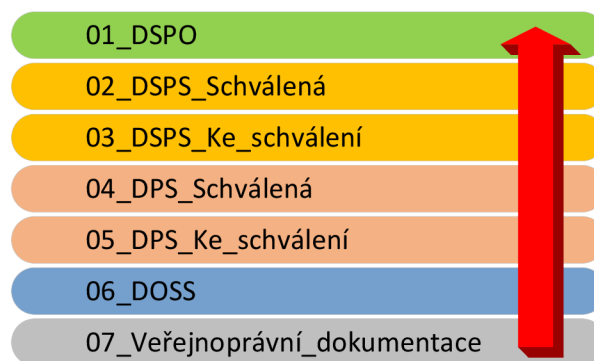 01_DSPO
02_DSPS_Schválená
03_DSPS_Ke_schválení
04_DPS_Schválená
05_DPS_Ke_schválení
06_DOSS
07_Veřejnoprávní_dokumentace